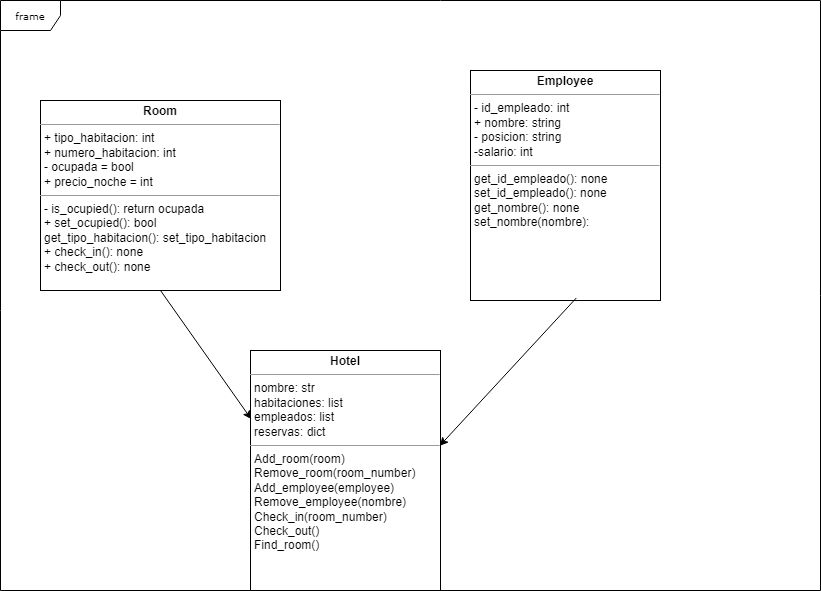 frame
Room
+ tipo_habitacion: int
+ numero_habitacion: int
- ocupada = bool
+ precio_noche = int
- is_ocupied(): return ocupada
+ set_ocupied(): bool
get_tipo_habitacion(): set_tipo_habitacion
+ check_in(): none
+ check_out(): none
Employee
- id_empleado: int
+ nombre: string
- posicion: string
-salario: int
get_id_empleado(): none
set_id_empleado(): none
get_nombre(): none
set_nombre(nombre):
Hotel
nombre: str
habitaciones: list
empleados: list
reservas: dict
Add_room(room)
Remove_room(room_number)
Add_employee(employee)
Remove_employee(nombre)
Check_in(room_number)
Check_out()
Find_room()